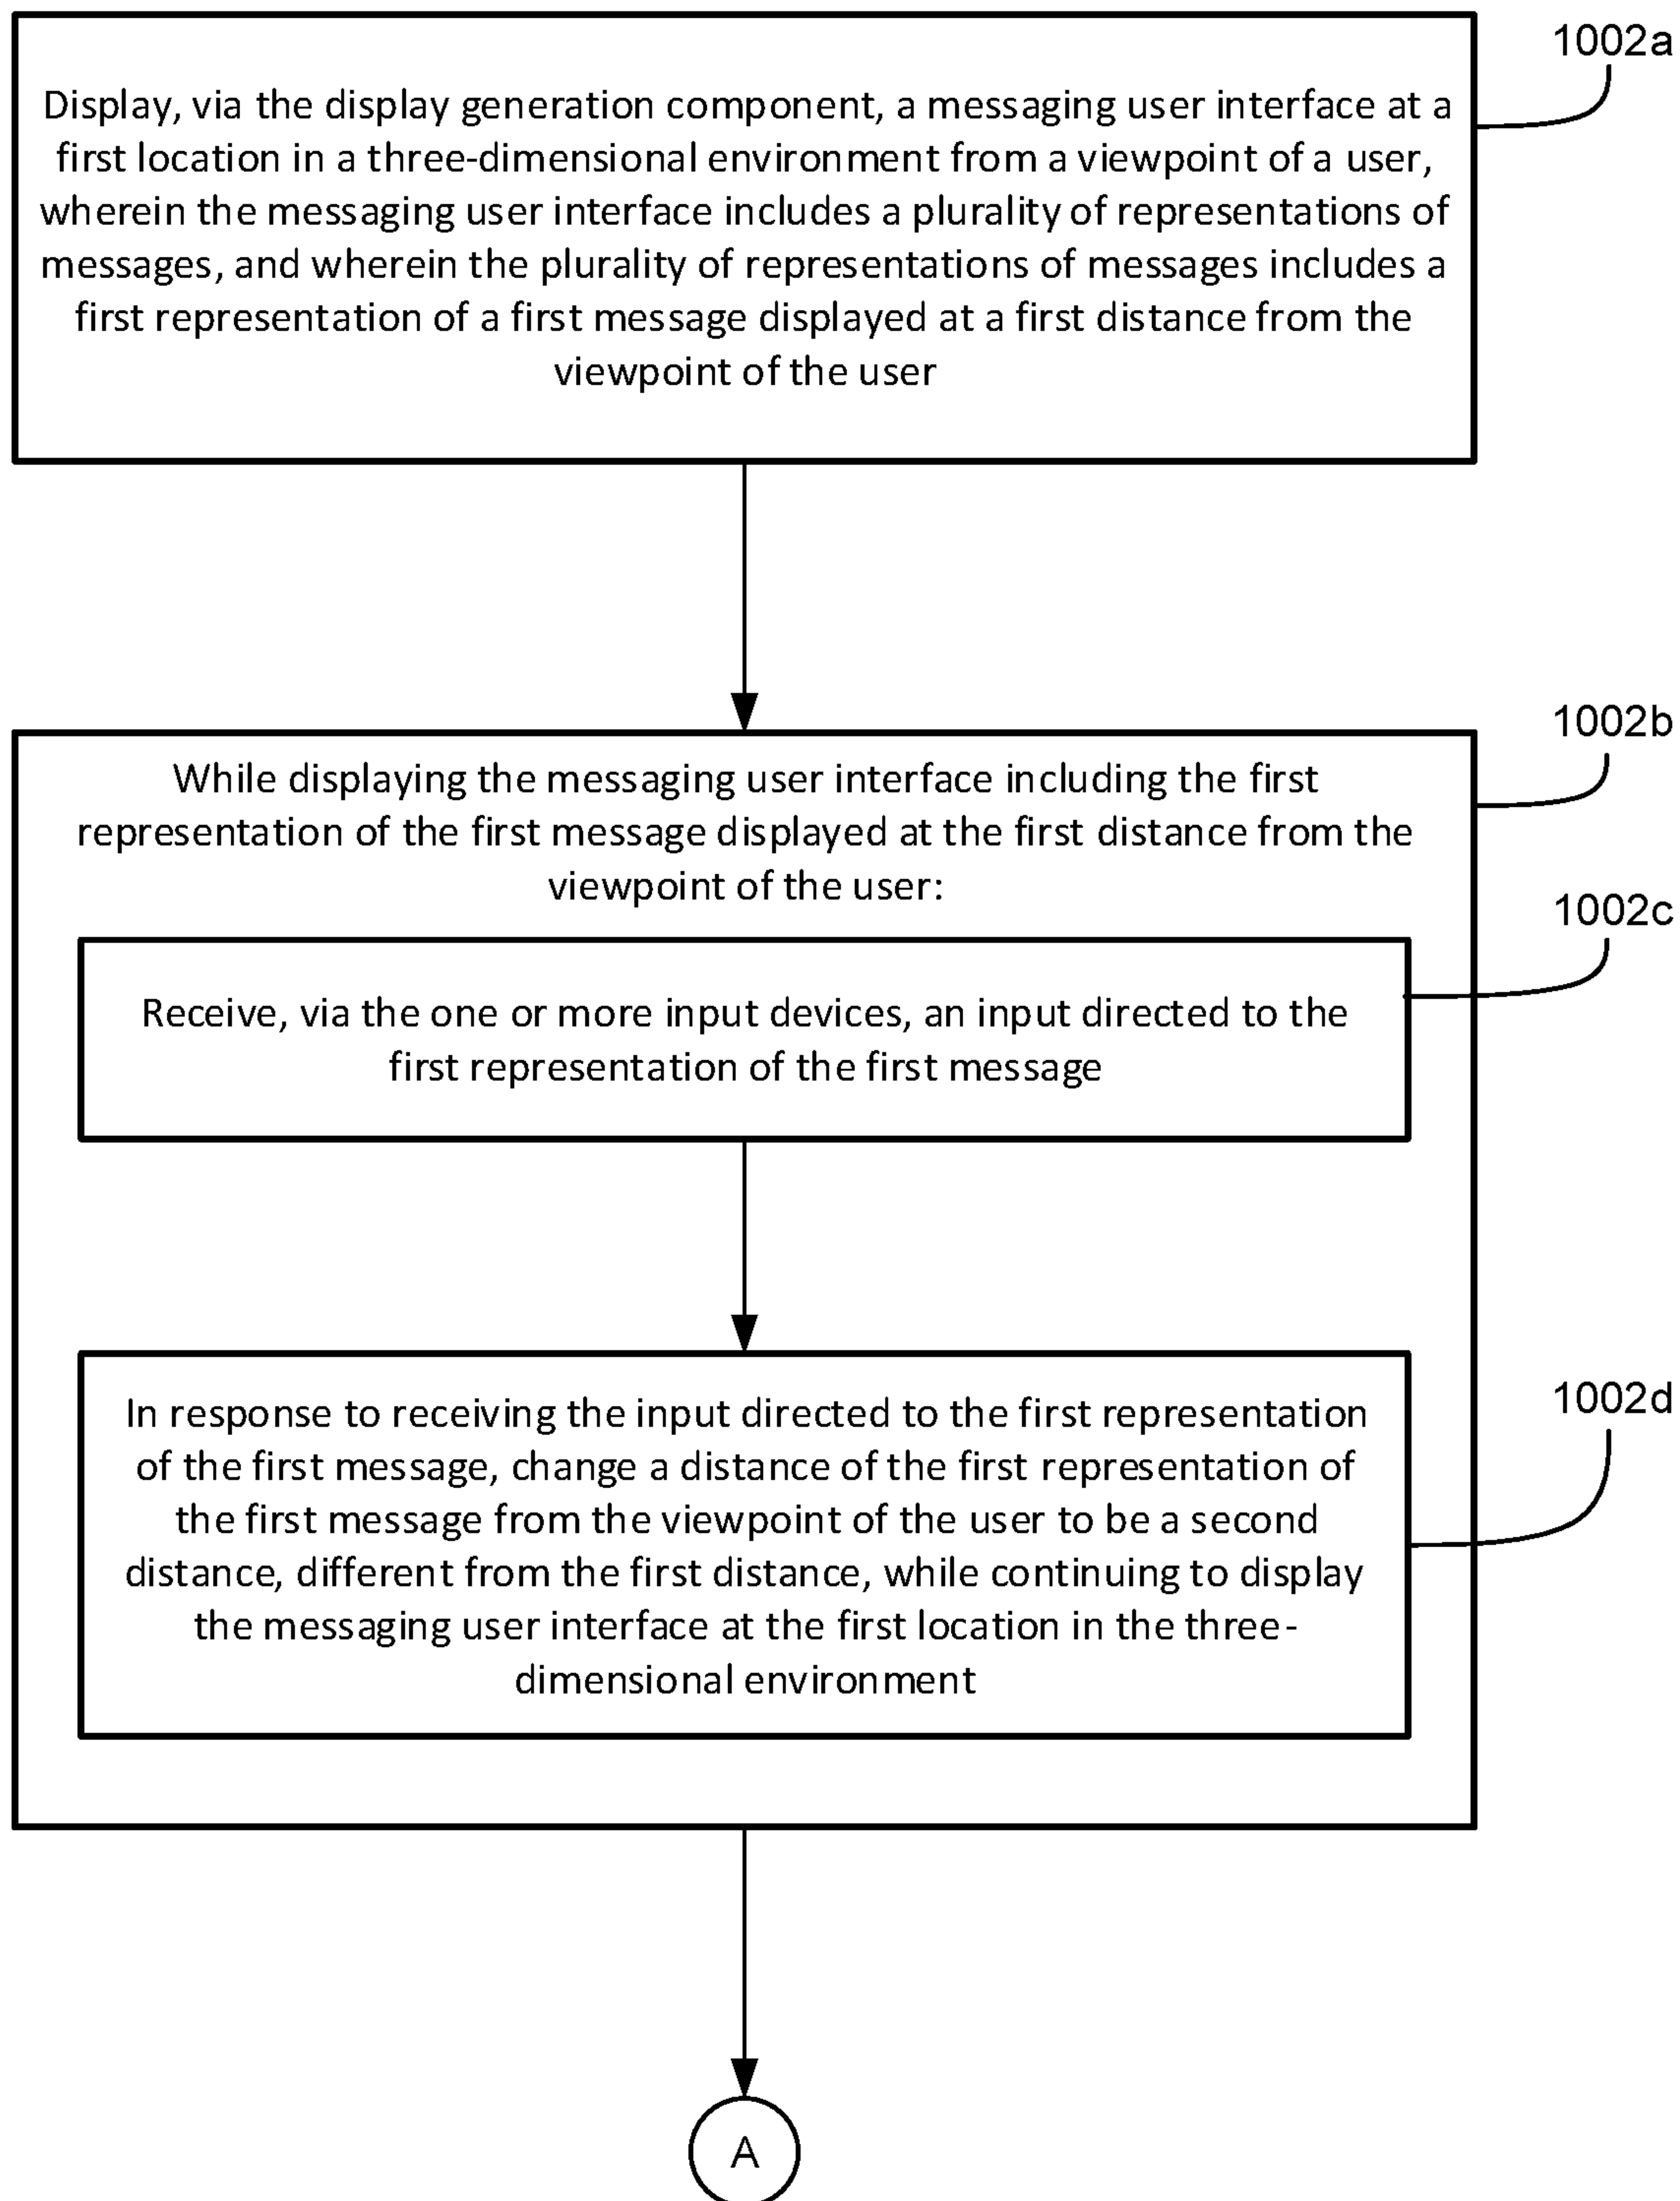 1002a
Display, via the display generation component, a messaging user interface at a
first location in a three-dimensional environment from a viewpoint of a user,
wherein the messaging user interface includes a plurality of representations of
messages, and wherein the plurality of representations of messages includes a
first representation of a first message displayed at a first distance from the
viewpoint of the user
1002b
While displaying the messaging user interface including the first
representation of the first message displayed at the first distance from the
viewpoint of the user:
1002c
Receive, via the one or more input devices, an input directed to the
first representation of the first message
1002d
In response to receiving the input directed to the first representation
of the first message, change a distance of the first representation of
the first message from the viewpoint of the user to be a second
distance, different from the first distance, while continuing to display
the messaging user interface at the first location in the three-
dimensional environment
A